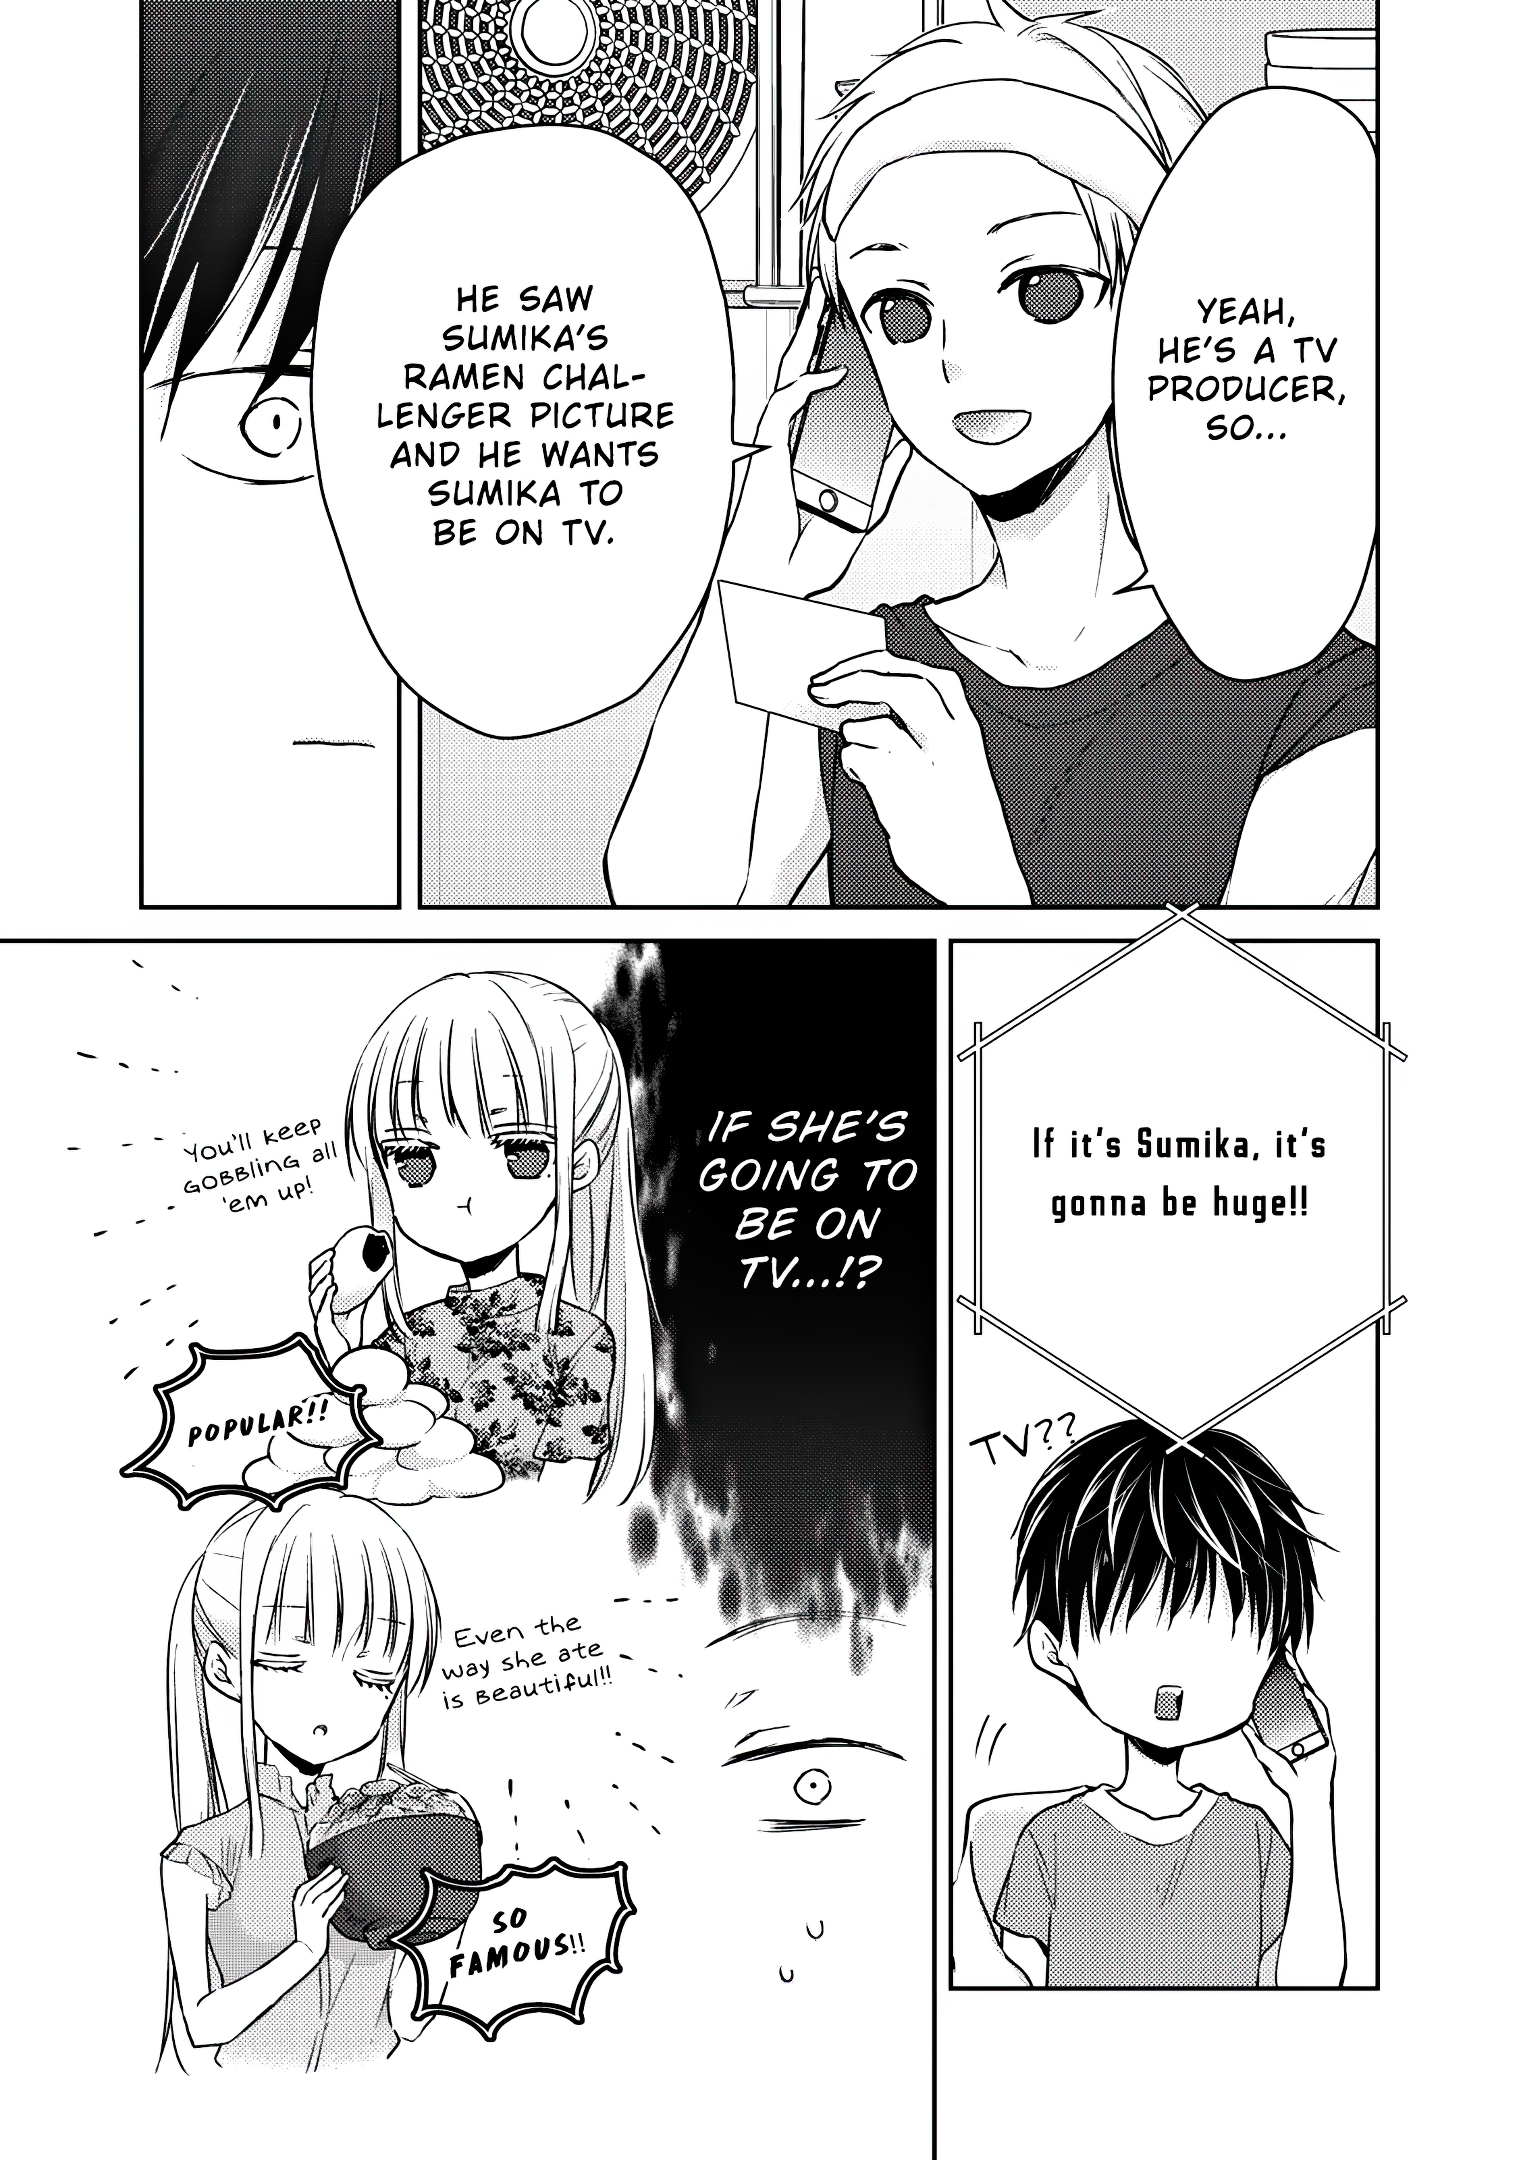 YEAH,
HE'S A TV
PRODUCER,
SO...
HE SAW
SUMIKA'S
RAMEN CHAL-
LENGER PICTURE
AND HE WANTS
SUMIKA TO
BE ON TV.
If it's Sumika, it's
gonna be huge!!
TV??
IF SHE'S
GOING TO
BE ON
TV...!?
You'll keep
GOBBling all
'em up!
POPULAR!!
Even the
way she ate
is Beautiful!!
SO
FAMOUS!!